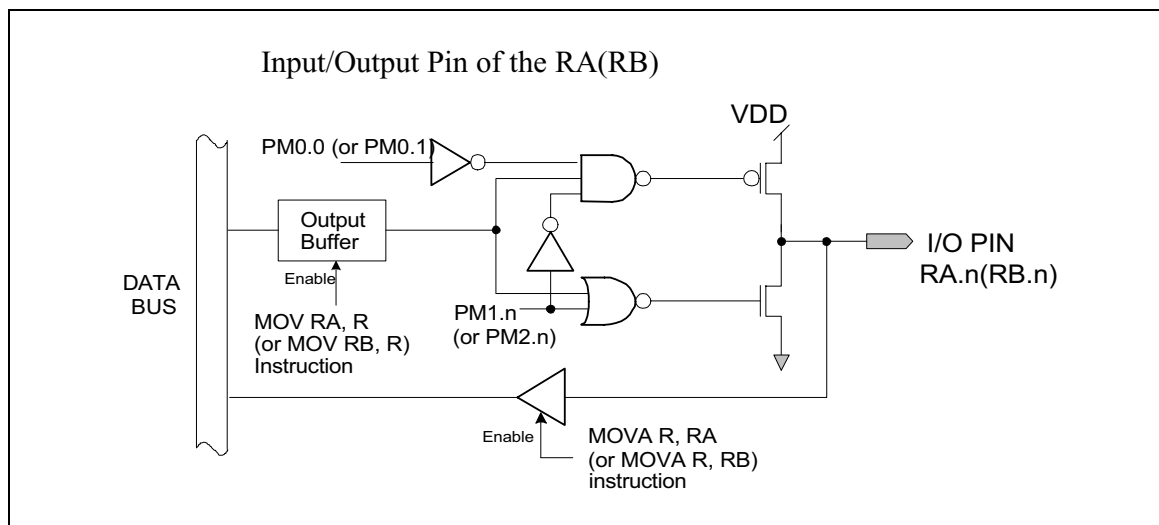 Input/Output Pin of the RA(RB)
VDD
PM0.0 (or PM0.1)
Output
Buffer
Enable
DATA
BUS
MOV RA, R
(or MOV RB, R)
Instruction
PM1.n
(or PM2.n)
I/O PIN
RA.n(RB.n)
Enable
MOVA R, RA
(or MOVA R, RB)
instruction